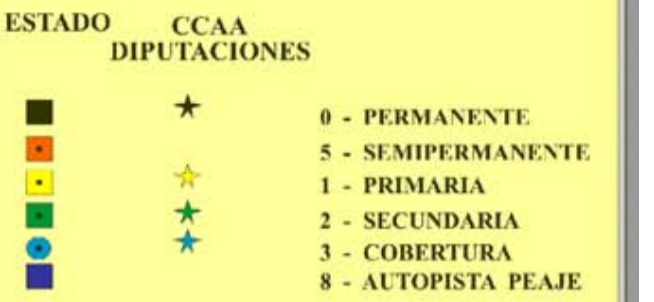 ESTADO CCAA
DIPUTACIONES
0 - PERMANENTE
5 - SEMIPERMANENTE
1 - PRIMARIA
2 - SECUNDARIA
3 - COBERTURA
8 - AUTOPISTA PEAJE